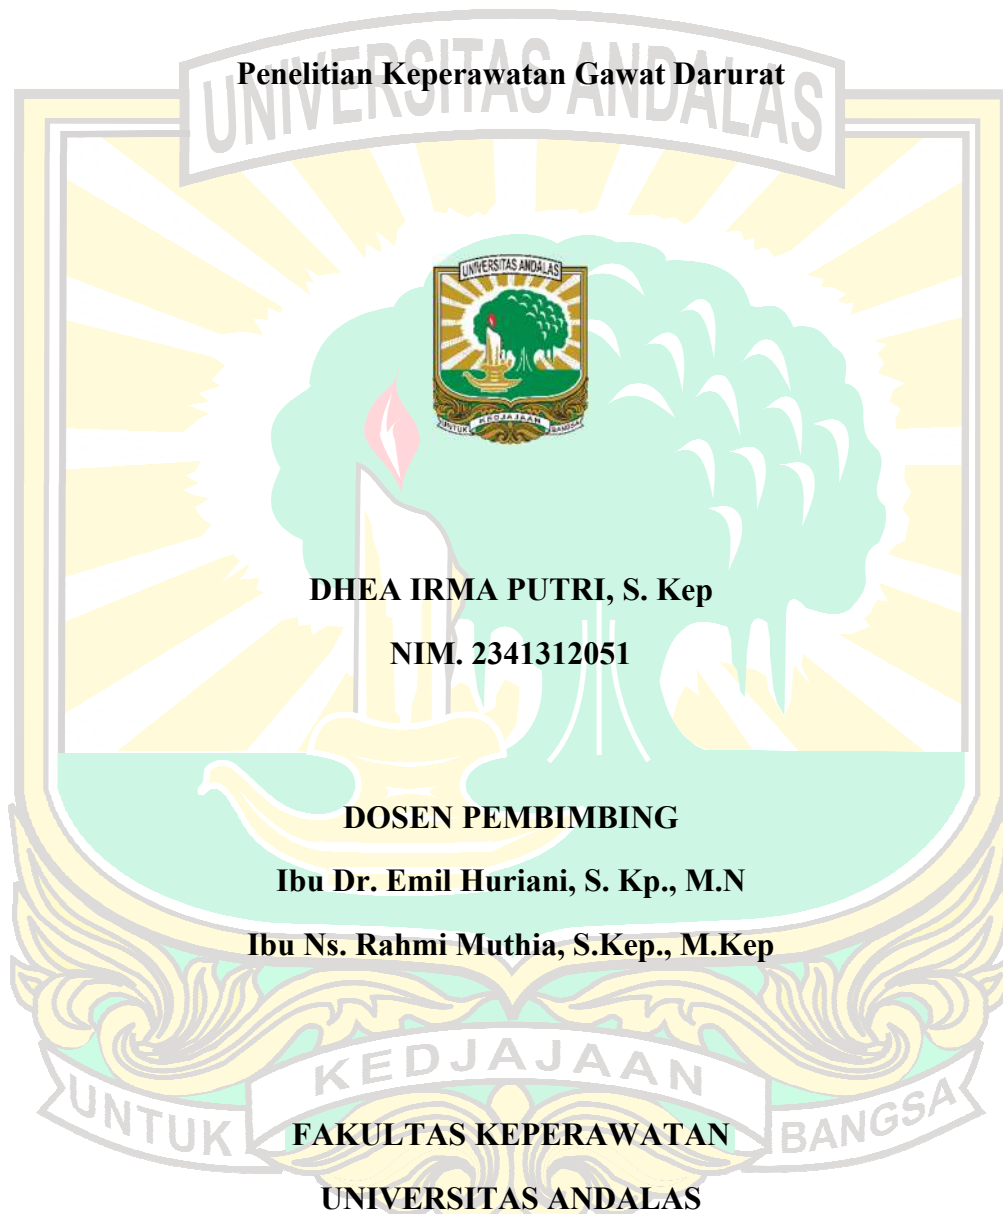 UNIVERSITAS ANDALAS
Penelitian Keperawatan Gawat Darurat
UNIVERSITAS ANDALAS
UNTUK KEDJAJAAN BANGSA
DHEA IRMA PUTRI, S. Kep
NIM. 2341312051
DOSEN PEMBIMBING
Ibu Dr. Emil Huriani, S. Kp., M.N
Ibu Ns. Rahmi Muthia, S.Kep., M.Kep
UNTUK KEDJAJAAN BANGSA
FAKULTAS KEPERAWATAN
UNIVERSITAS ANDALAS